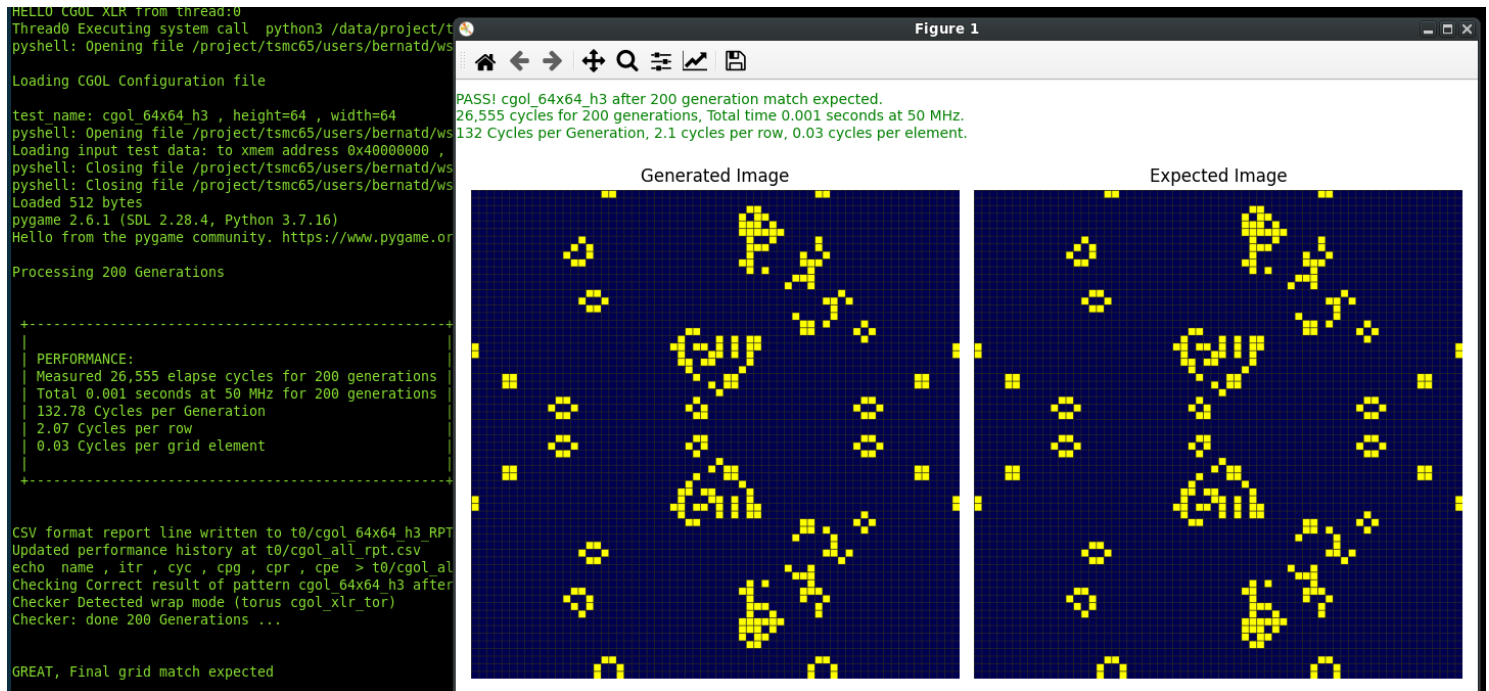 HELLO CGOL XLR from thread:0
Thread0 Executing system call  python3 /data/project/t
pyshell: Opening file /project/tsmc65/users/bernatd/ws
Loading CGOL Configuration file
test_name: cgol_64x64_h3 , height=64 , width=64
pyshell: Opening file /project/tsmc65/users/bernatd/ws
Loading input test data: to xmem address 0x40000000 ,
pyshell: Closing file /project/tsmc65/users/bernatd/ws
pyshell: Closing file /project/tsmc65/users/bernatd/ws
Loaded 512 bytes
pygame 2.6.1 (SDL 2.28.4, Python 3.7.16)
Hello from the pygame community. https://www.pygame.or
Processing 200 Generations
PERFORMANCE:
Measured 26,555 elapse cycles for 200 generations
Total 0.001 seconds at 50 MHz for 200 generations
132.78 Cycles per Generation
2.07 Cycles per row
0.03 Cycles per grid element
CSV format report line written to t0/cgol_64x64_h3_RPT
Updated performance history at t0/cgol_all_rpt.csv
echo  name , itr , cyc , cpg , cpr , cpe  > t0/cgol_al
Checking Correct result of pattern cgol_64x64_h3 after
Checker Detected wrap mode (torus cgol_xlr_tor)
Checker: done 200 Generations ...
GREAT, Final grid match expected
Figure 1
PASS! cgol_64x64_h3 after 200 generation match expected.
26,555 cycles for 200 generations, Total time 0.001 seconds at 50 MHz.
132 Cycles per Generation, 2.1 cycles per row, 0.03 cycles per element.
Generated Image
Expected Image